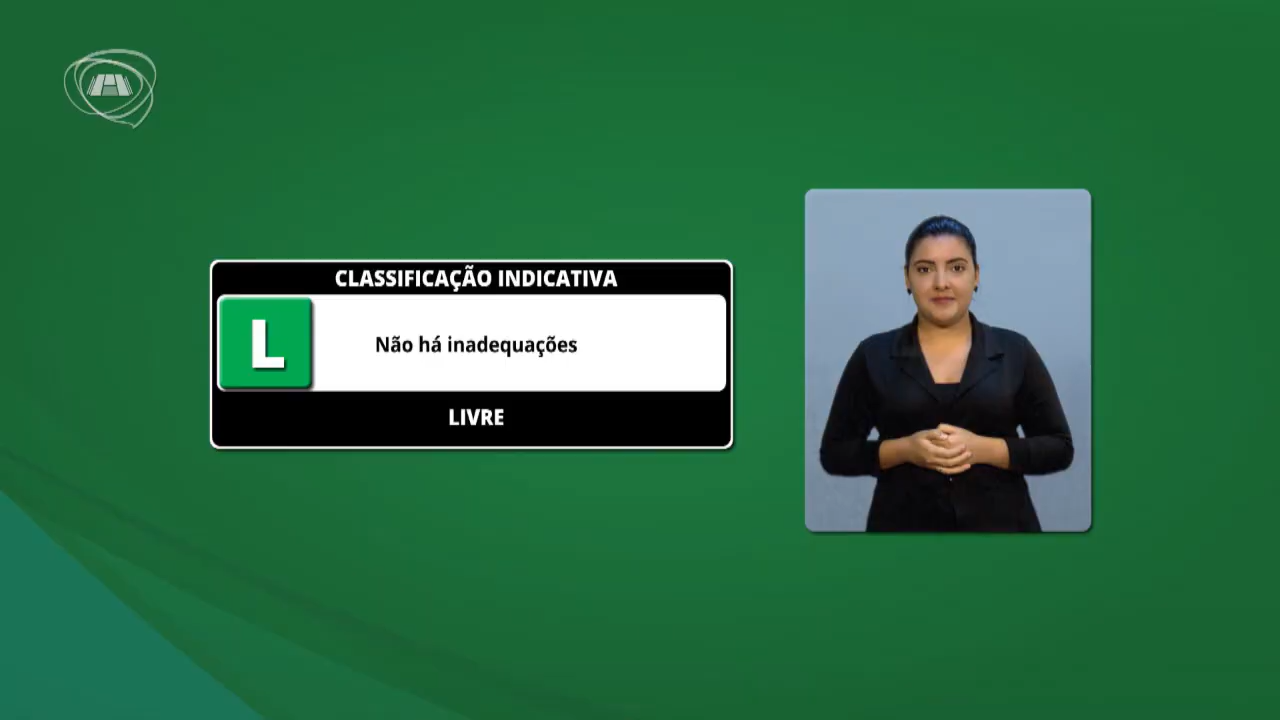 CLASSIFICAÇÃO INDICATIVA
L
Não há inadequações
LIVRE